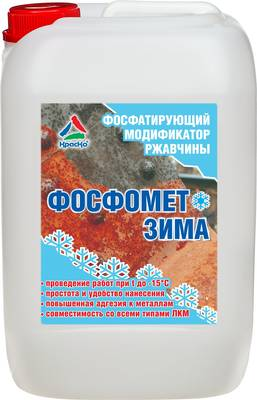 ФОСФАТИРУЮЩИЙ
МОДИФИКАТОР
РЖАВЧИНЫ
КрасКо
ФОСФОМЕТ
ЗИМА
•проведение работ при t до -15°С
•простота и удобство нанесения
•повышенная адгезия к металлам
•совместимость со всеми типами ЛКМ